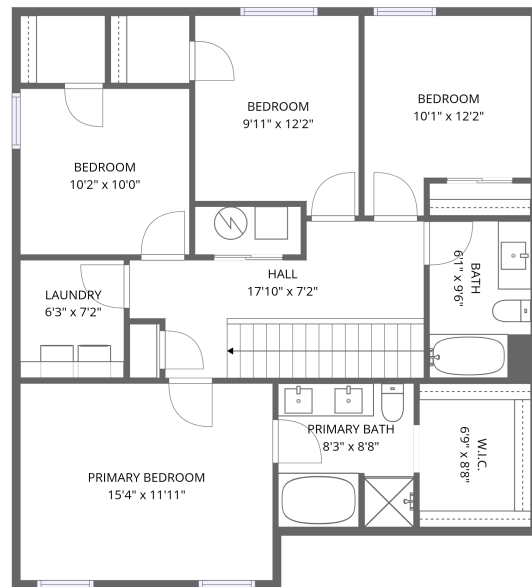 BEDROOM
9'11" x 12'2"
BEDROOM
10'1" x 12'2"
BEDROOM
10'2" x 10'0"
HALL
17'10" x 7'2"
BATH
6'1" x 9'6"
LAUNDRY
6'3" x 7'2"
PRIMARY BATH
8'3" x 8'8"
W.I.C.
6'9" x 8'8"
PRIMARY BEDROOM
15'4" x 11'11"